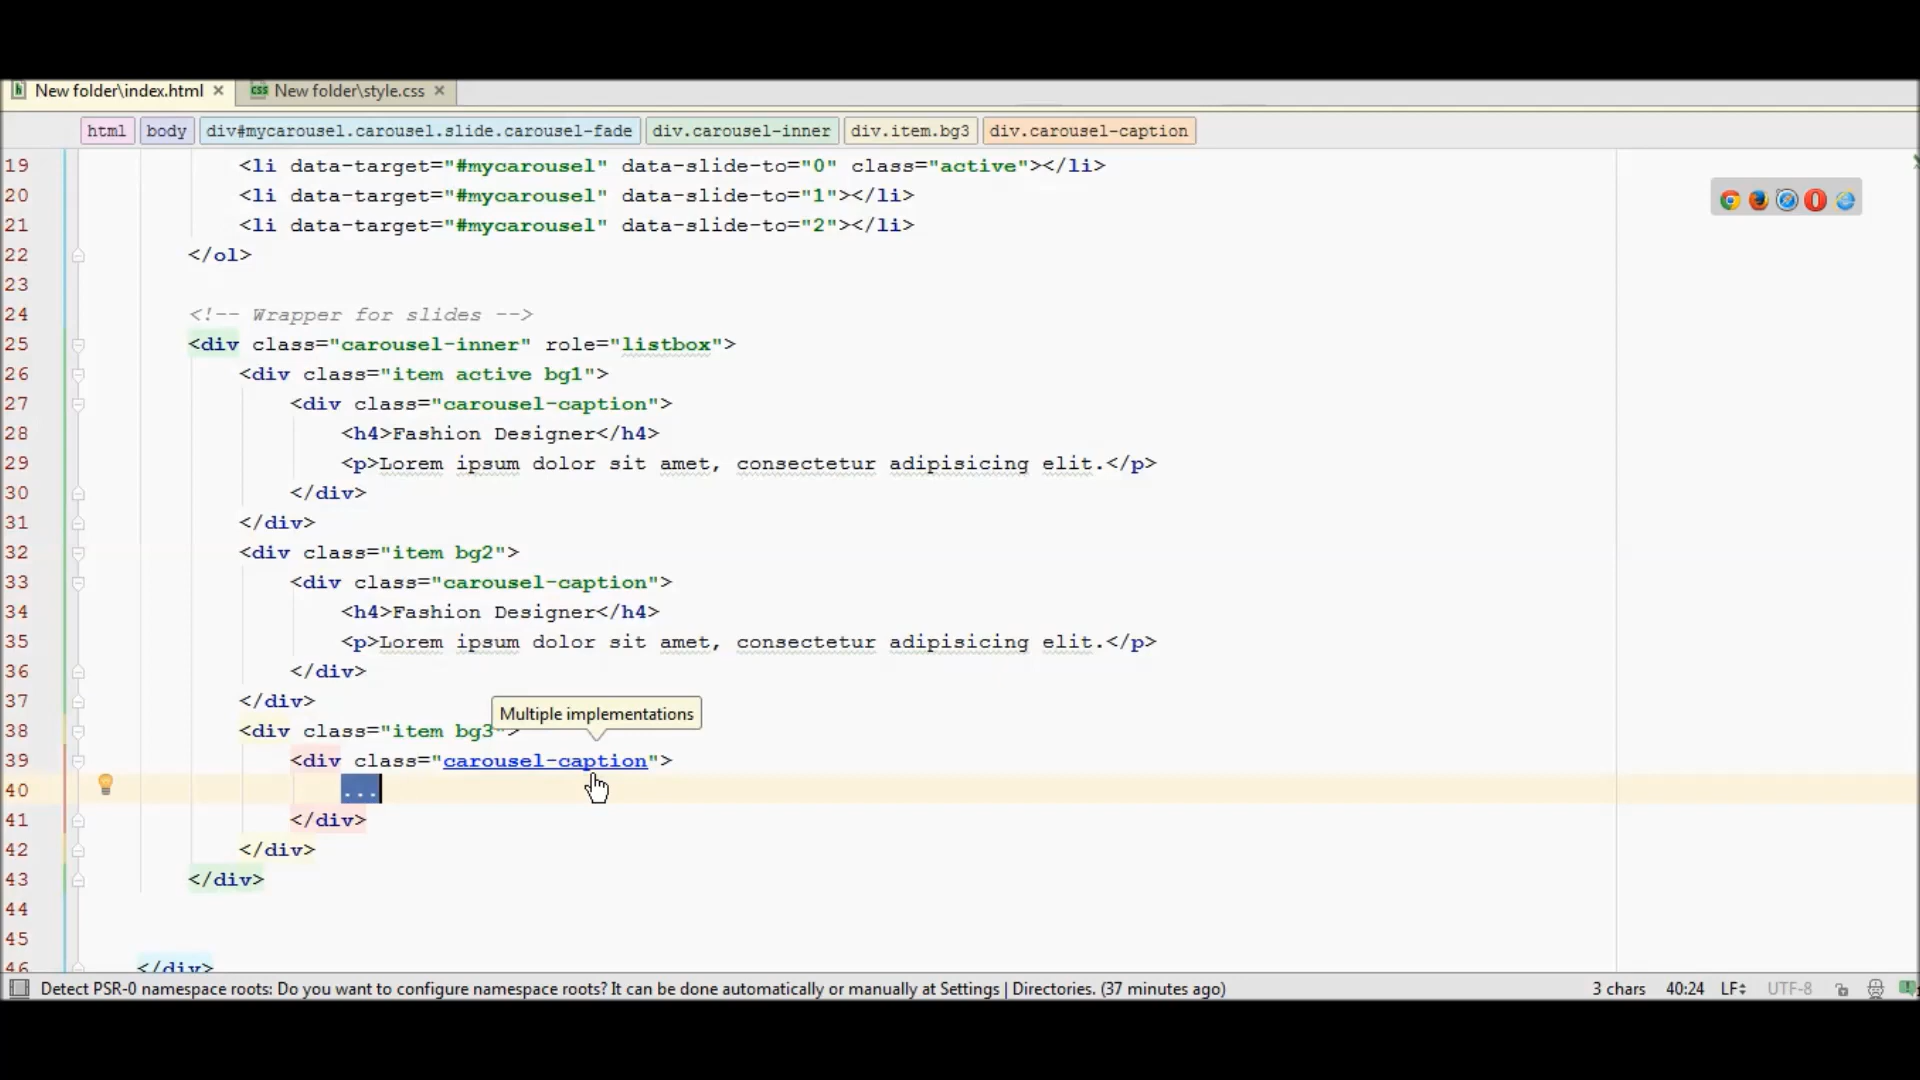 New folder\index.html × New folder\style.css ×
html body div#mycarousel.carousel.slide.carousel-fade div.carousel-inner div.item.bg3 div.carousel-caption
19 <li data-target="#mycarousel" data-slide-to="0" class="active"></li>
20 <li data-target="#mycarousel" data-slide-to="1"></li>
21 <li data-target="#mycarousel" data-slide-to="2"></li>
22 </ol>
23
24 <!-- Wrapper for slides -->
25 <div class="carousel-inner" role="listbox">
26 <div class="item active bg1">
27 <div class="carousel-caption">
28 <h4>Fashion Designer</h4>
29 <p>Lorem ipsum dolor sit amet, consectetur adipisicing elit.</p>
30 </div>
31 </div>
32 <div class="item bg2">
33 <div class="carousel-caption">
34 <h4>Fashion Designer</h4>
35 <p>Lorem ipsum dolor sit amet, consectetur adipisicing elit.</p>
36 </div>
37 </div>
Multiple implementations
38 <div class="item bg3">
39 <div class="carousel-caption">
40 ...
41 </div>
42 </div>
43 </div>
44
45
46 </div>
Detect PSR-0 namespace roots: Do you want to configure namespace roots? It can be done automatically or manually at Settings | Directories. (37 minutes ago) 3 chars 40:24 LF UTF-8